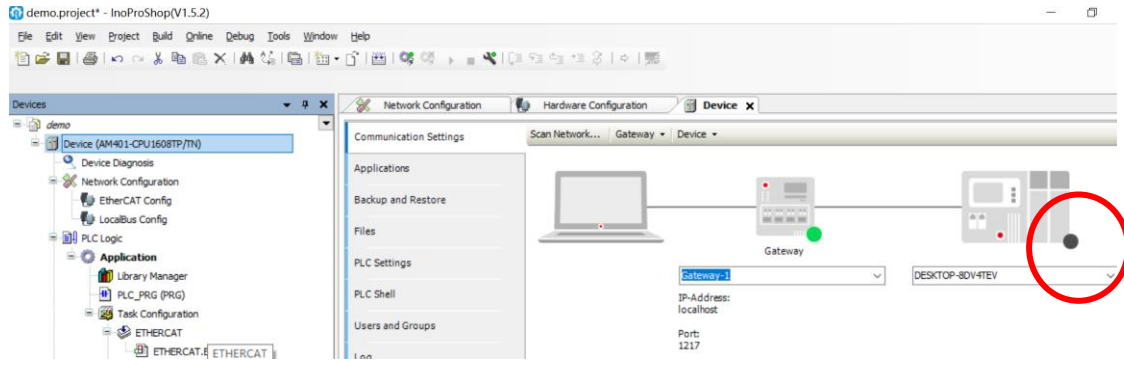 demo.project* - InoProShop(V1.5.2)
File Edit View Project Build Online Debug Tools Window Help
Devices
demo
Device (AM401-CPU1608TP/TN)
Device Diagnosis
Network Configuration
EtherCAT Config
LocalBus Config
PLC Logic
Application
Library Manager
PLC_PRG (PRG)
Task Configuration
ETHERCAT
ETHERCAT.E
ETHERCAT
Network Configuration
Hardware Configuration
Device
Communication Settings
Applications
Backup and Restore
Files
PLC Settings
PLC Shell
Users and Groups
Log
Scan Network... Gateway Device
Gateway
Gateway-1
IP-Address:
localhost
Port:
1217
DESKTOP-8DV4TEV